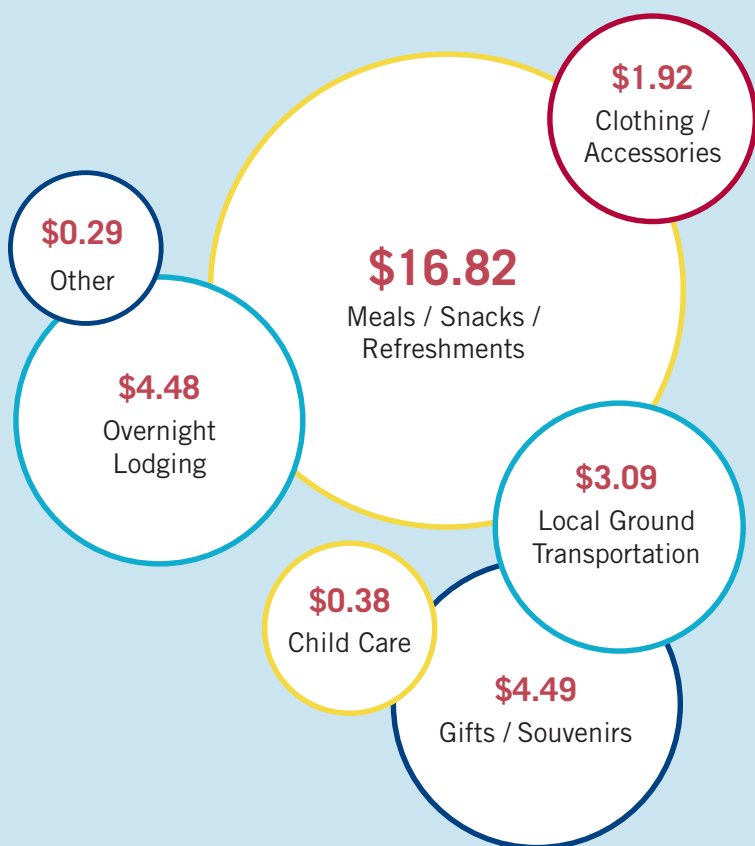 $1.92
Clothing /
Accessories
$0.29
Other
$16.82
Meals / Snacks /
Refreshments
$4.48
Overnight
Lodging
$3.09
Local Ground
Transportation
$0.38
Child Care
$4.49
Gifts / Souvenirs